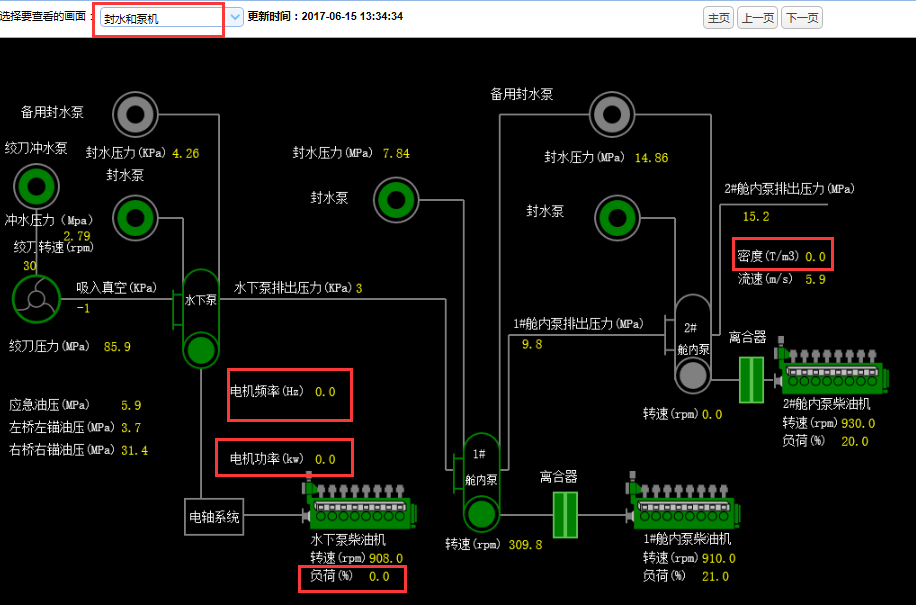 选择要查看的画面： 封水和泵机 更新时间：2017-06-15 13:34:34 主页 上一页 下一页
备用封水泵
备用封水泵
绞刀冲水泵
封水压力(KPa) 4.26
封水压力(MPa) 7.84
封水压力(MPa) 14.86
封水泵
封水泵
封水泵
2#舱内泵排出压力(MPa)
15.2
冲水压力 (Mpa)
2.79
绞刀转速(rpm)
30
密度(T/m3) 0.0
流速(m/s) 5.9
吸入真空(KPa)
-1
水下泵
水下泵排出压力(KPa) 3
1#舱内泵排出压力(MPa)
9.8
2#
舱内泵
离合器
绞刀压力(MPa) 85.9
电机频率(Hz) 0.0
应急油压(MPa) 5.9
左桥左锚油压(MPa) 3.7
右桥右锚油压(MPa) 31.4
转速(rpm) 0.0
2#舱内泵柴油机
转速(rpm) 930.0
负荷(%) 20.0
电机功率(kw) 0.0
1#
舱内泵
离合器
电轴系统
水下泵柴油机
转速(rpm) 908.0
负荷(%) 0.0
转速(rpm) 309.8
1#舱内泵柴油机
转速(rpm) 910.0
负荷(%) 21.0